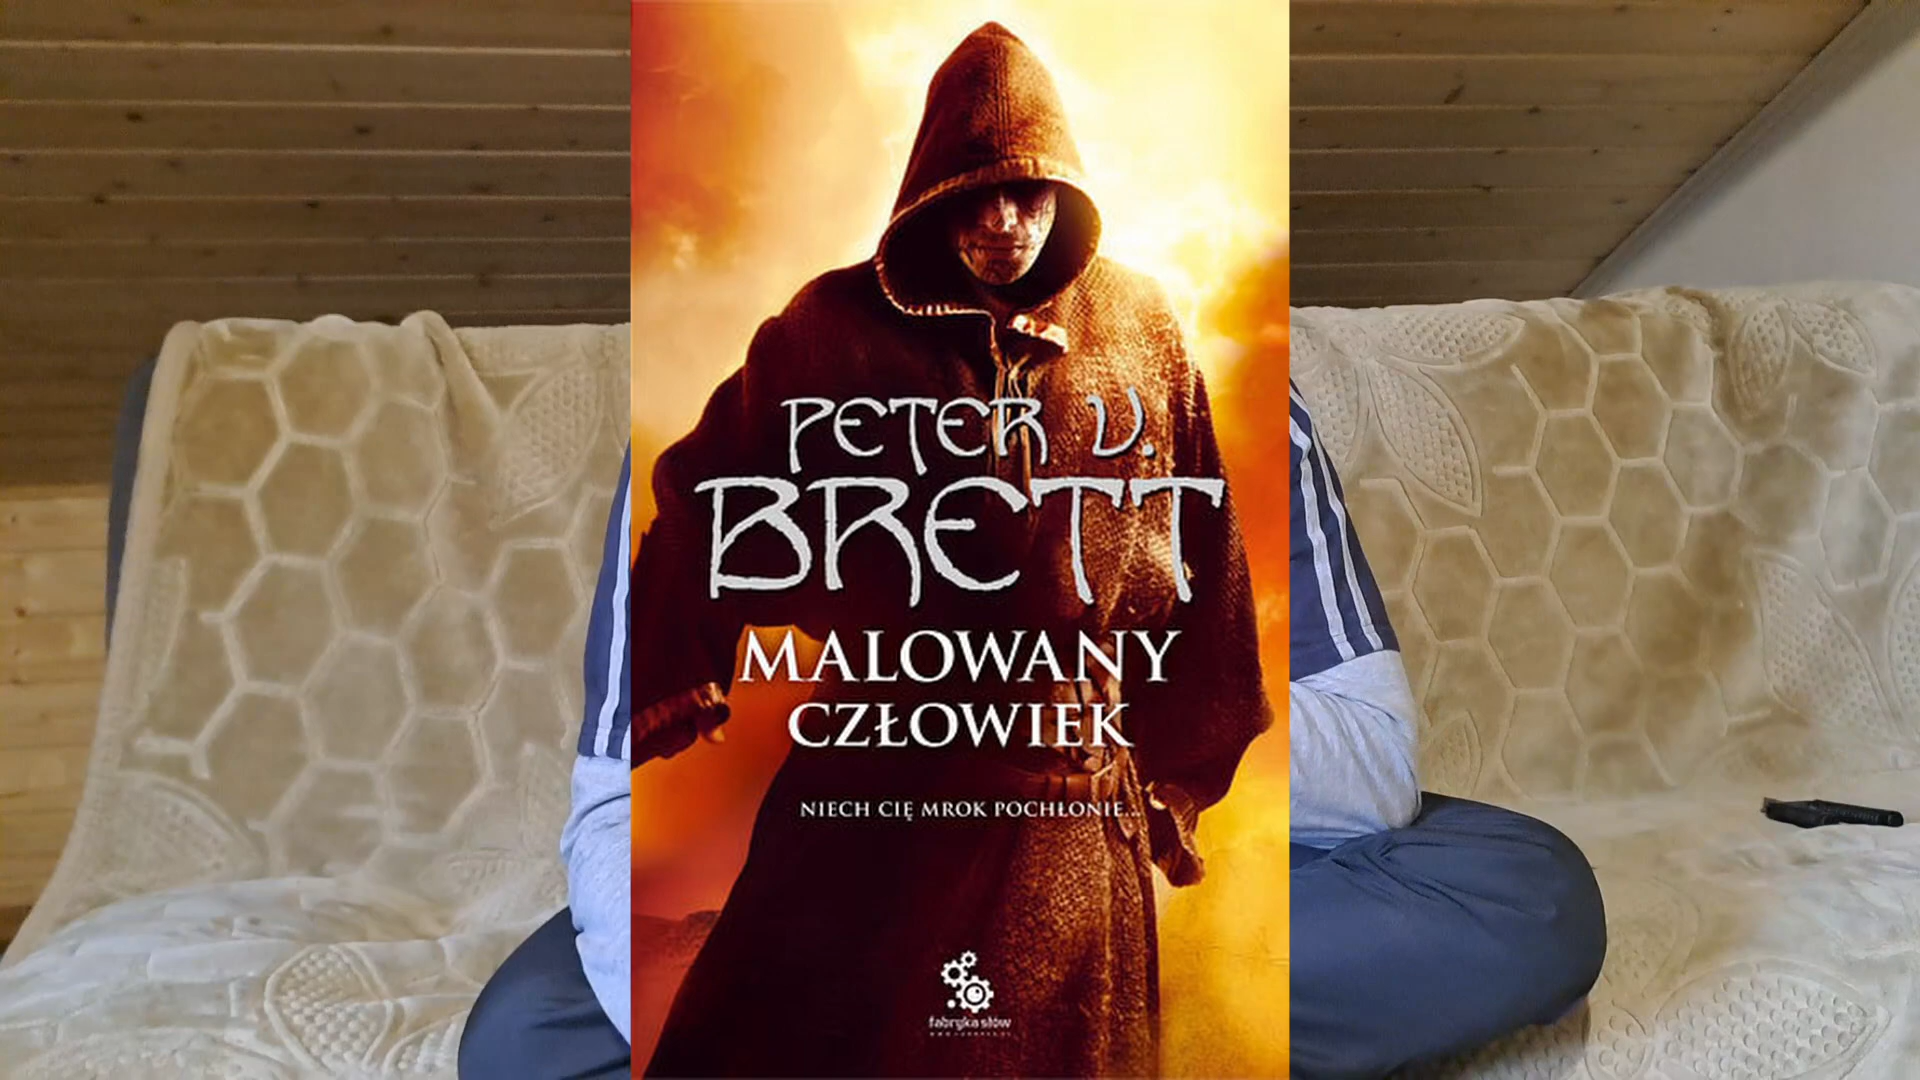 PETER V.
BRETT
MALOWANY
CZŁOWIEK
NIECH CIĘ MROK POCHŁONIE...
fabryka słów